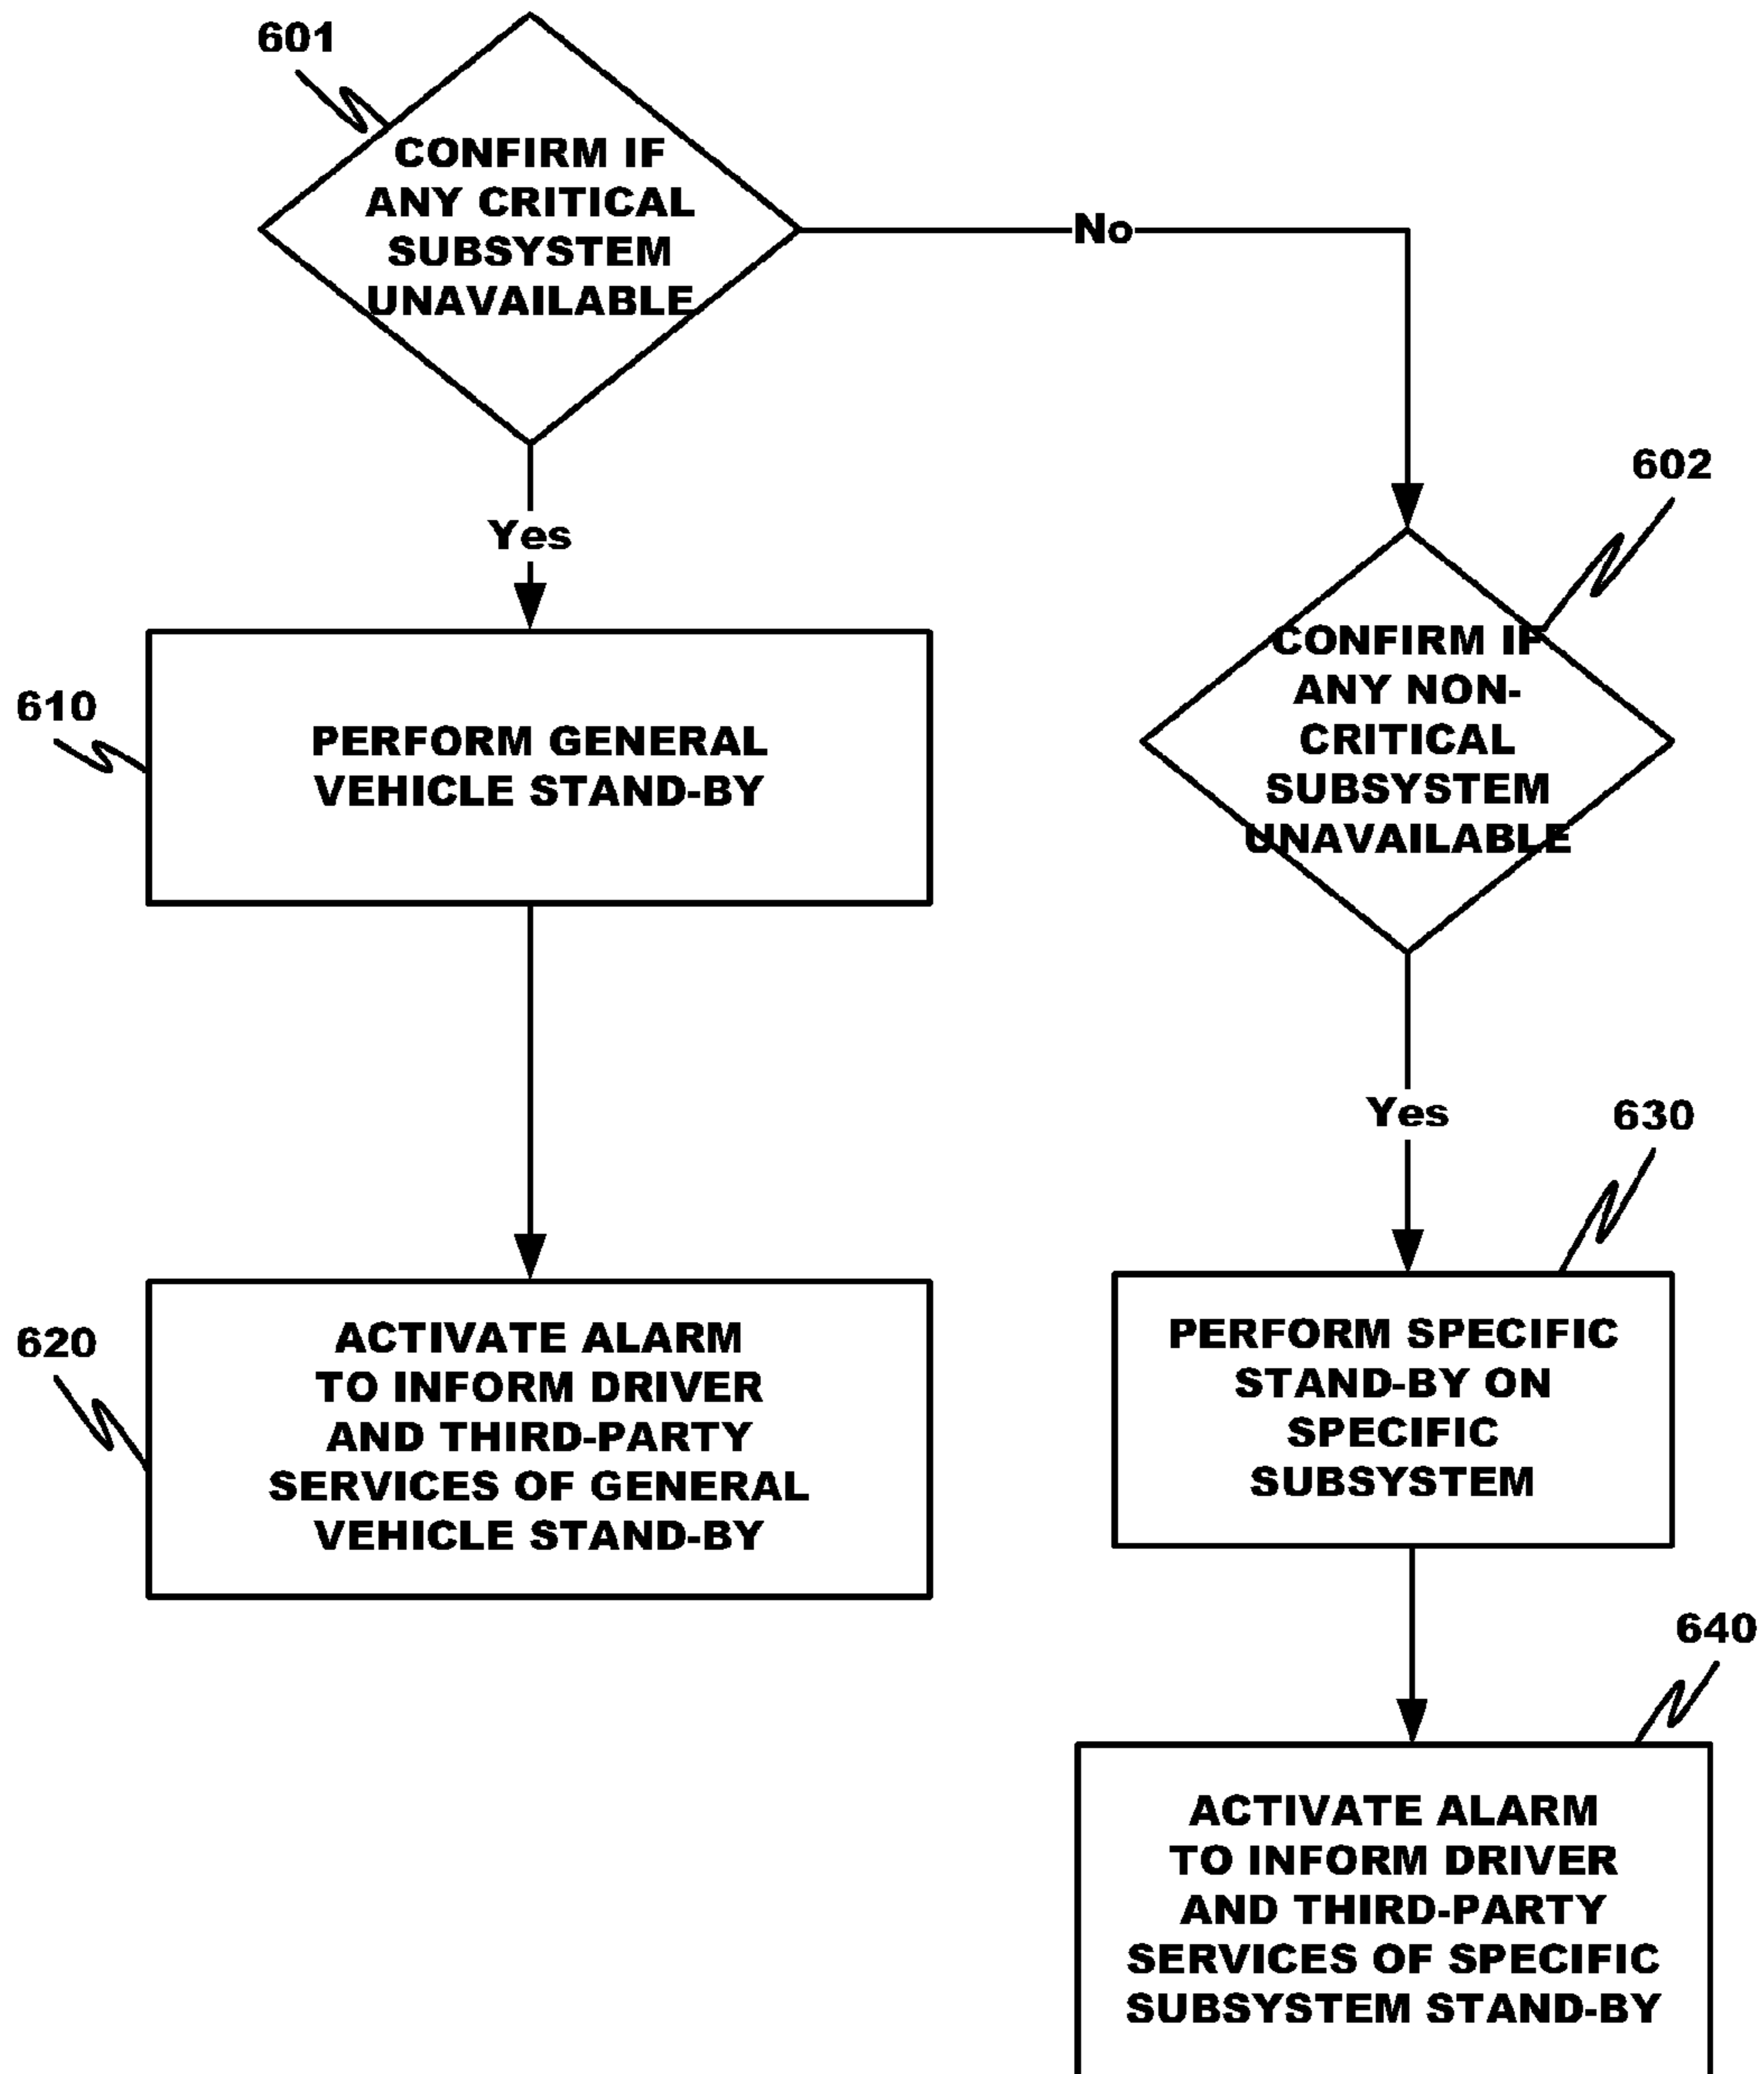 601
CONFIRM IF
ANY CRITICAL
SUBSYSTEM
UNAVAILABLE
No
Yes
602
CONFIRM IF
ANY NON-
CRITICAL
SUBSYSTEM
UNAVAILABLE
610
PERFORM GENERAL
VEHICLE STAND-BY
Yes
630
620
ACTIVATE ALARM
TO INFORM DRIVER
AND THIRD-PARTY
SERVICES OF GENERAL
VEHICLE STAND-BY
PERFORM SPECIFIC
STAND-BY ON
SPECIFIC
SUBSYSTEM
640
ACTIVATE ALARM
TO INFORM DRIVER
AND THIRD-PARTY
SERVICES OF SPECIFIC
SUBSYSTEM STAND-BY